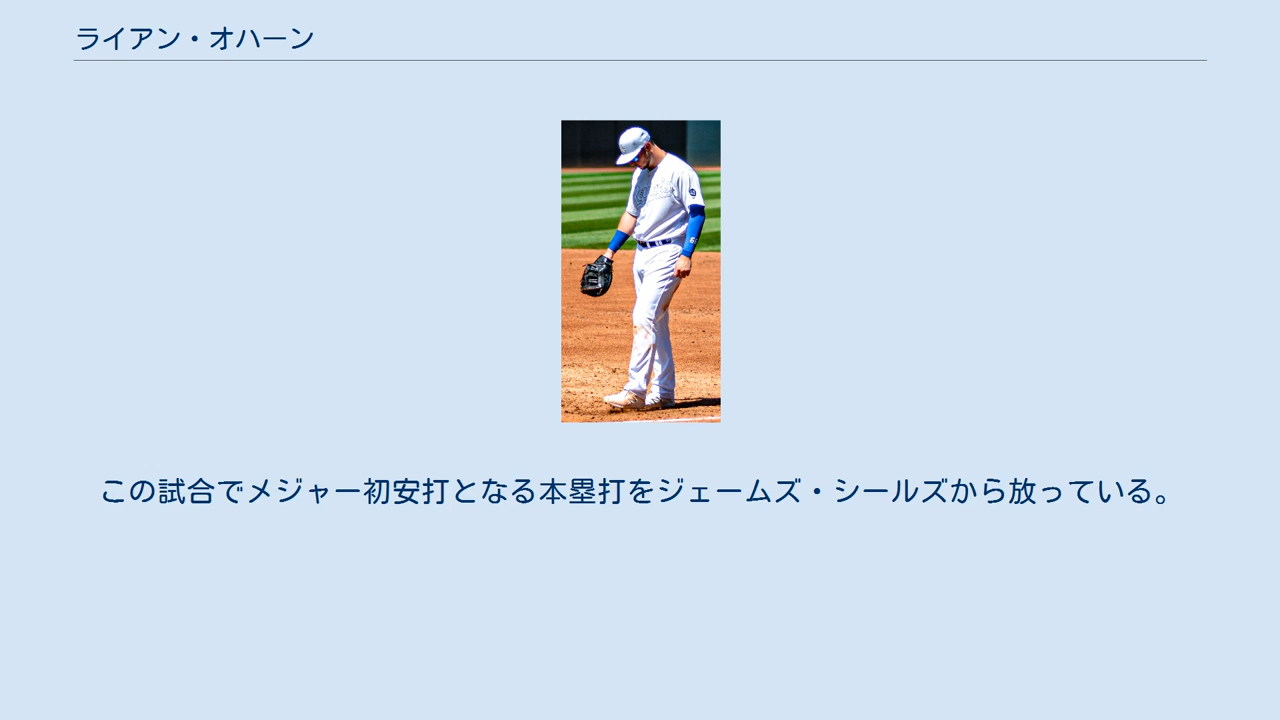 ライアン・オハーン
この試合でメジャー初安打となる本塁打をジェームズ・シールズから放っている。